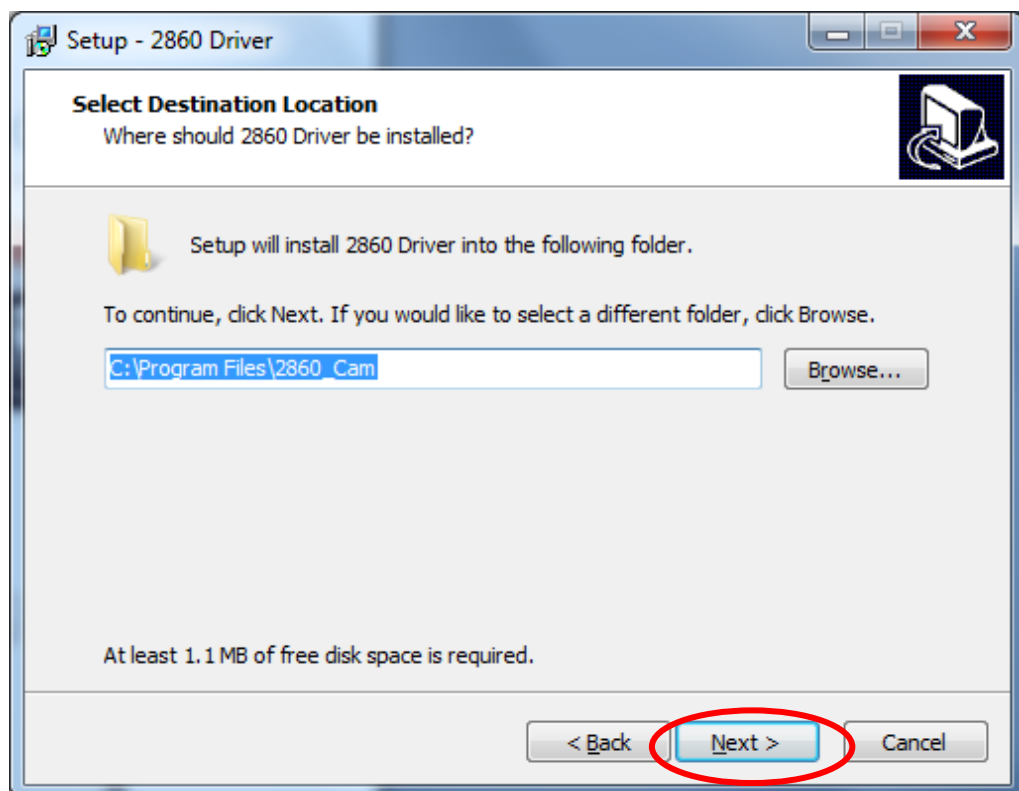 Setup - 2860 Driver
Select Destination Location
Where should 2860 Driver be installed?
Setup will install 2860 Driver into the following folder.
To continue, click Next. If you would like to select a different folder, click Browse.
C:\Program Files\2860_Cam
Browse...
At least 1.1 MB of free disk space is required.
< Back
Next >
Cancel